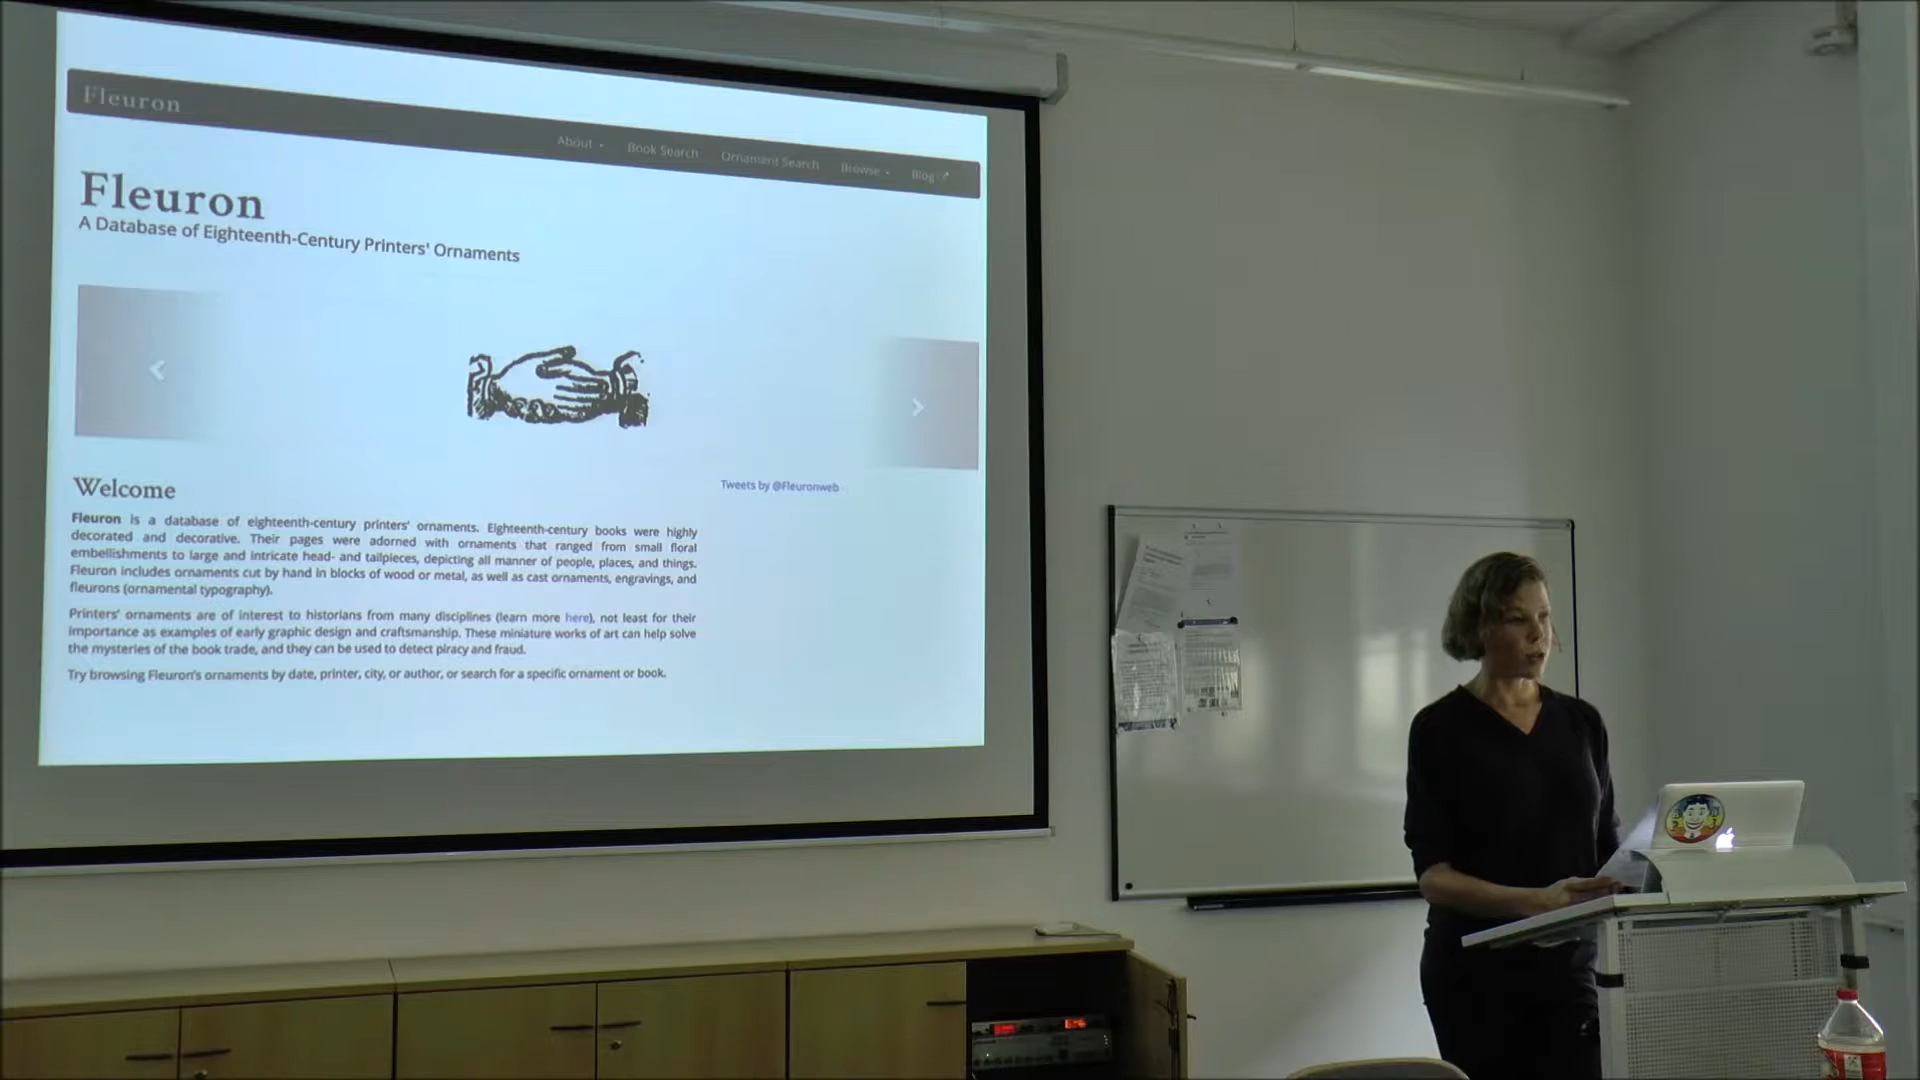 Fleuron
About
Book Search
Ornament Search
Browse
Blog
Fleuron
A Database of Eighteenth-Century Printers' Ornaments
Welcome
Fleuron is a database of eighteenth-century printers' ornaments. Eighteenth-century books were highly
decorated and decorative. Their pages were adorned with ornaments that ranged from small floral
embellishments to large and intricate head- and tailpieces, depicting all manner of people, places, and things.
Fleuron includes ornaments cut by hand in blocks of wood or metal, as well as cast ornaments, engravings, and
fleurons (ornamental typography).
Printers' ornaments are of interest to historians from many disciplines (learn more here), not least for their
importance as examples of early graphic design and craftsmanship. These miniature works of art can help solve
the mysteries of the book trade, and they can be used to detect piracy and fraud.
Try browsing Fleuron's ornaments by date, printer, city, or author, or search for a specific ornament or book.
Tweets by @Fleuronweb